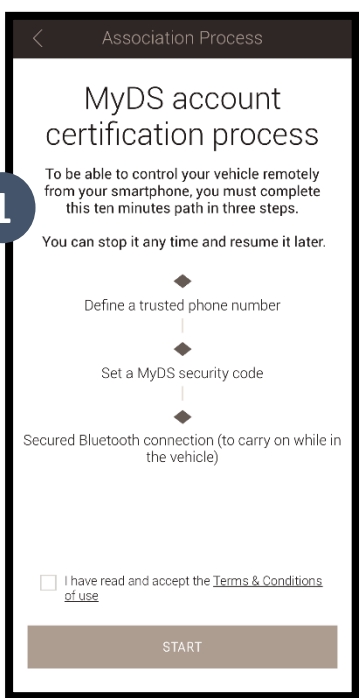 Association Process
MyDS account
certification process
To be able to control your vehicle remotely
from your smartphone, you must complete
this ten minutes path in three steps.
1
You can stop it any time and resume it later.
Define a trusted phone number
Set a MyDS security code
Secured Bluetooth connection (to carry on while in
the vehicle)
I have read and accept the Terms & Conditions
of use
START